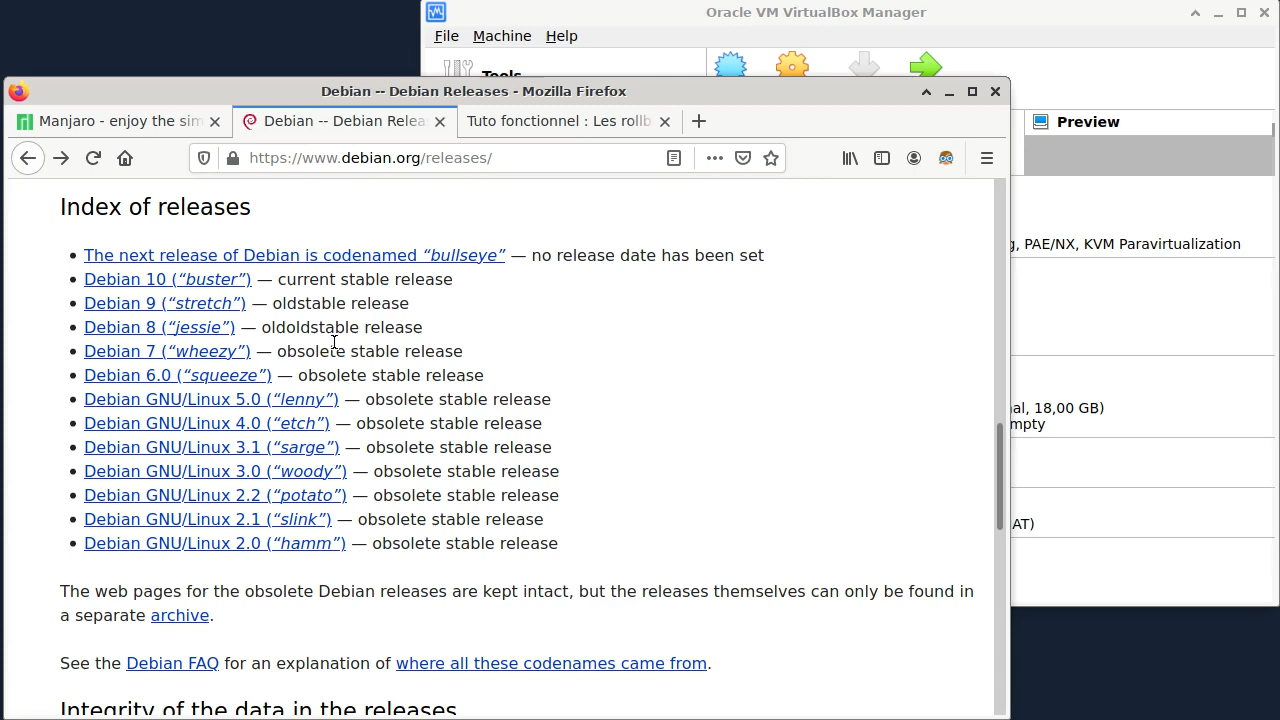 Oracle VM VirtualBox Manager
File Machine Help
Tools
Debian -- Debian Releases - Mozilla Firefox
Manjaro - enjoy the sim
Debian -- Debian Relea
Tuto fonctionnel : Les rollb
https://www.debian.org/releases/
Preview
Index of releases
• The next release of Debian is codenamed “bullseye” — no release date has been set
PAE/NX, KVM Paravirtualization
• Debian 10 (“buster”) — current stable release
• Debian 9 (“stretch”) — oldstable release
• Debian 8 (“jessie”) — oldoldstable release
• Debian 7 (“wheezy”) — obsolete stable release
• Debian 6.0 (“squeeze”) — obsolete stable release
• Debian GNU/Linux 5.0 (“lenny”) — obsolete stable release
18,00 GB)
• Debian GNU/Linux 4.0 (“etch”) — obsolete stable release
• Debian GNU/Linux 3.1 (“sarge”) — obsolete stable release
• Debian GNU/Linux 3.0 (“woody”) — obsolete stable release
• Debian GNU/Linux 2.2 (“potato”) — obsolete stable release
• Debian GNU/Linux 2.1 (“slink”) — obsolete stable release
AT)
• Debian GNU/Linux 2.0 (“hamm”) — obsolete stable release
The web pages for the obsolete Debian releases are kept intact, but the releases themselves can only be found in
a separate archive.
See the Debian FAQ for an explanation of where all these codenames came from.
Integrity of the data in the releases